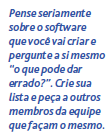 Pense seriamente
sobre o software
que você vai criar e
pergunte a si mesmo
"o que pode dar
errado?". Crie sua
lista e peça a outros
membros da equipe
que façam o mesmo.